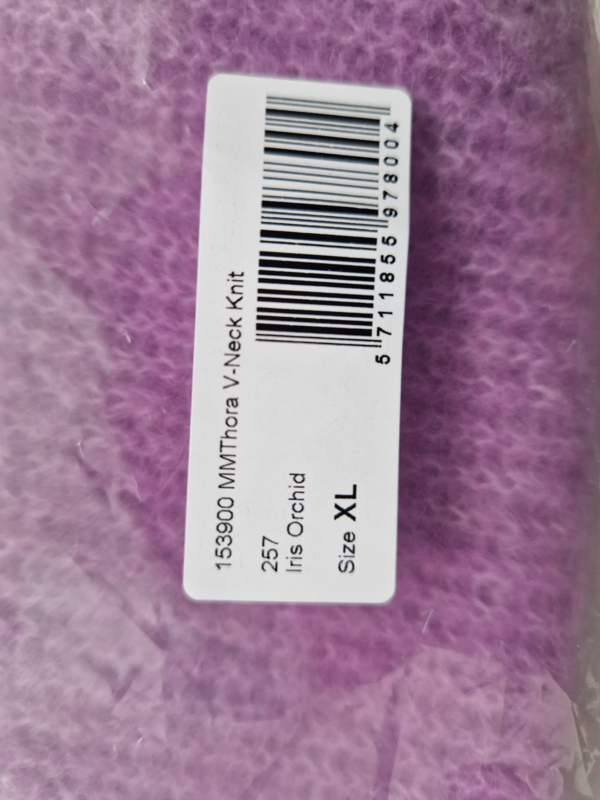 153900 MMThora V-Neck Knit
257
Iris Orchid
Size XL
5 711855 978004